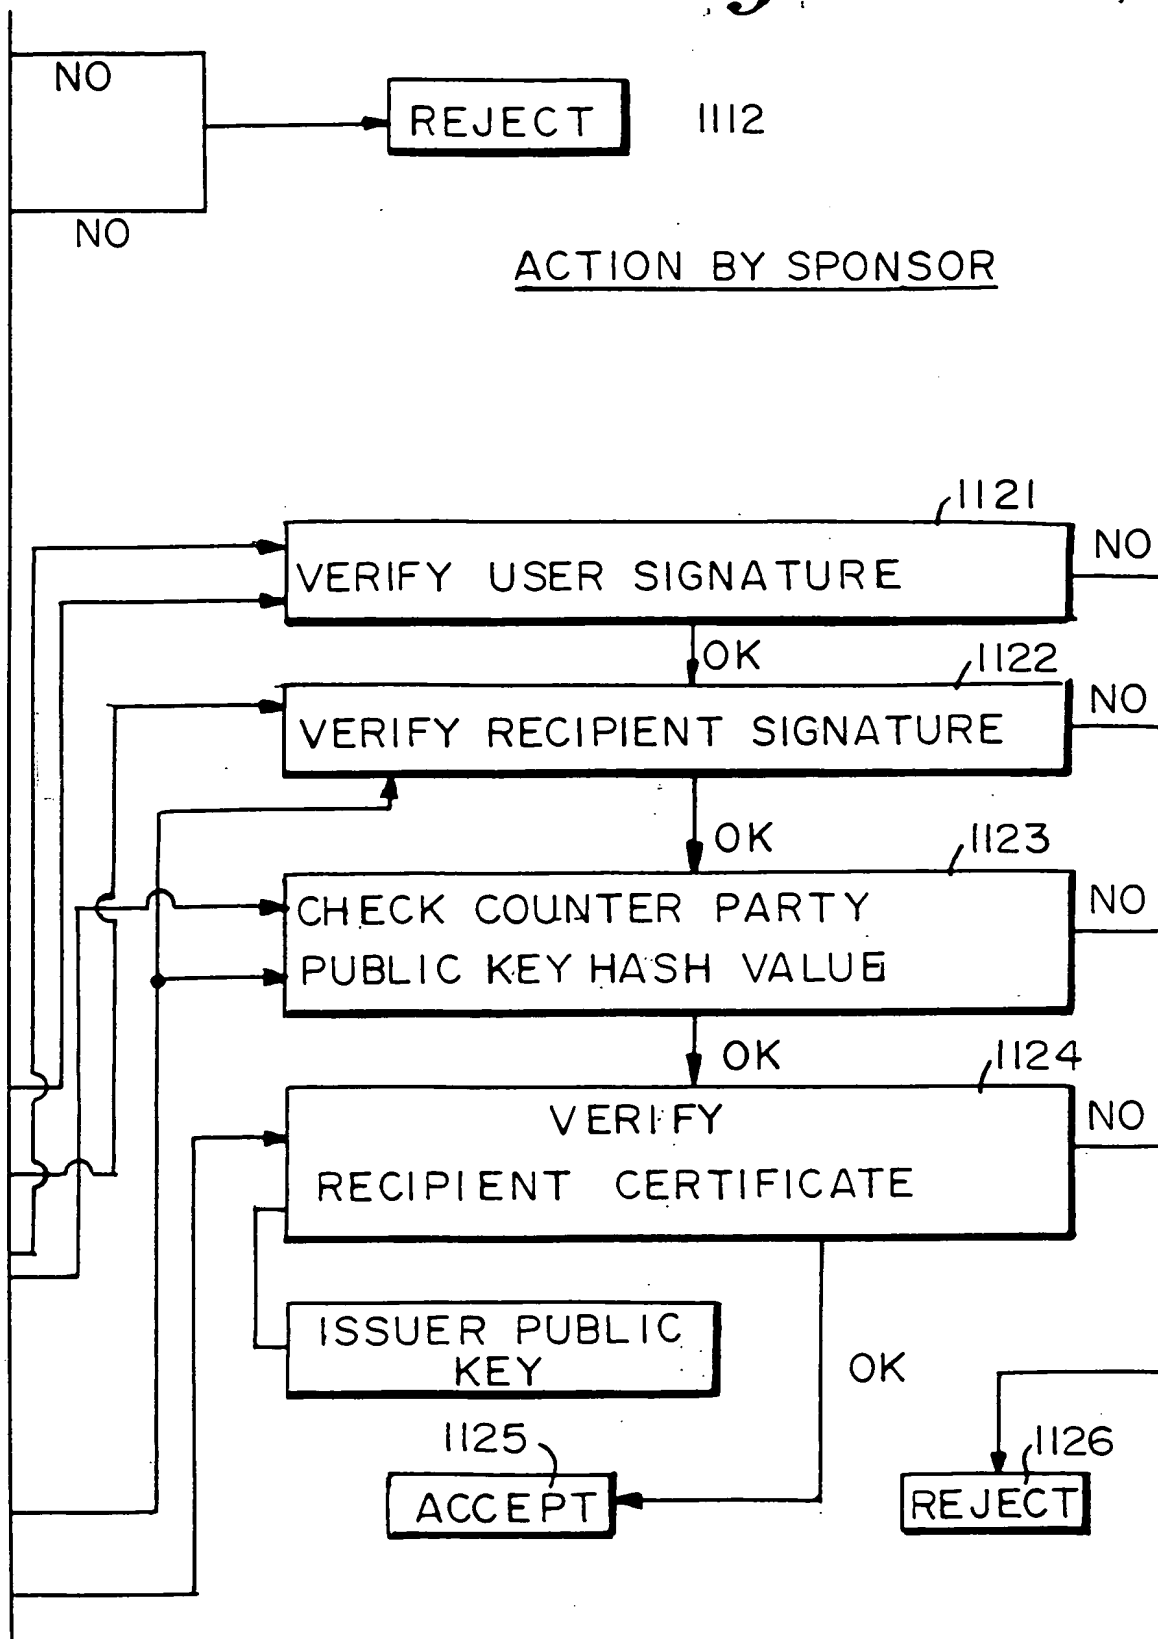 NO
REJECT 1112
NO
ACTION BY SPONSOR
1121
NO
VERIFY USER SIGNATURE
OK
1122
NO
VERIFY RECIPIENT SIGNATURE
OK
1123
NO
CHECK COUNTER PARTY
PUBLIC KEY HASH VALUE
OK
1124
NO
VERIFY
RECIPIENT CERTIFICATE
ISSUER PUBLIC
KEY
OK
1125
1126
ACCEPT
REJECT